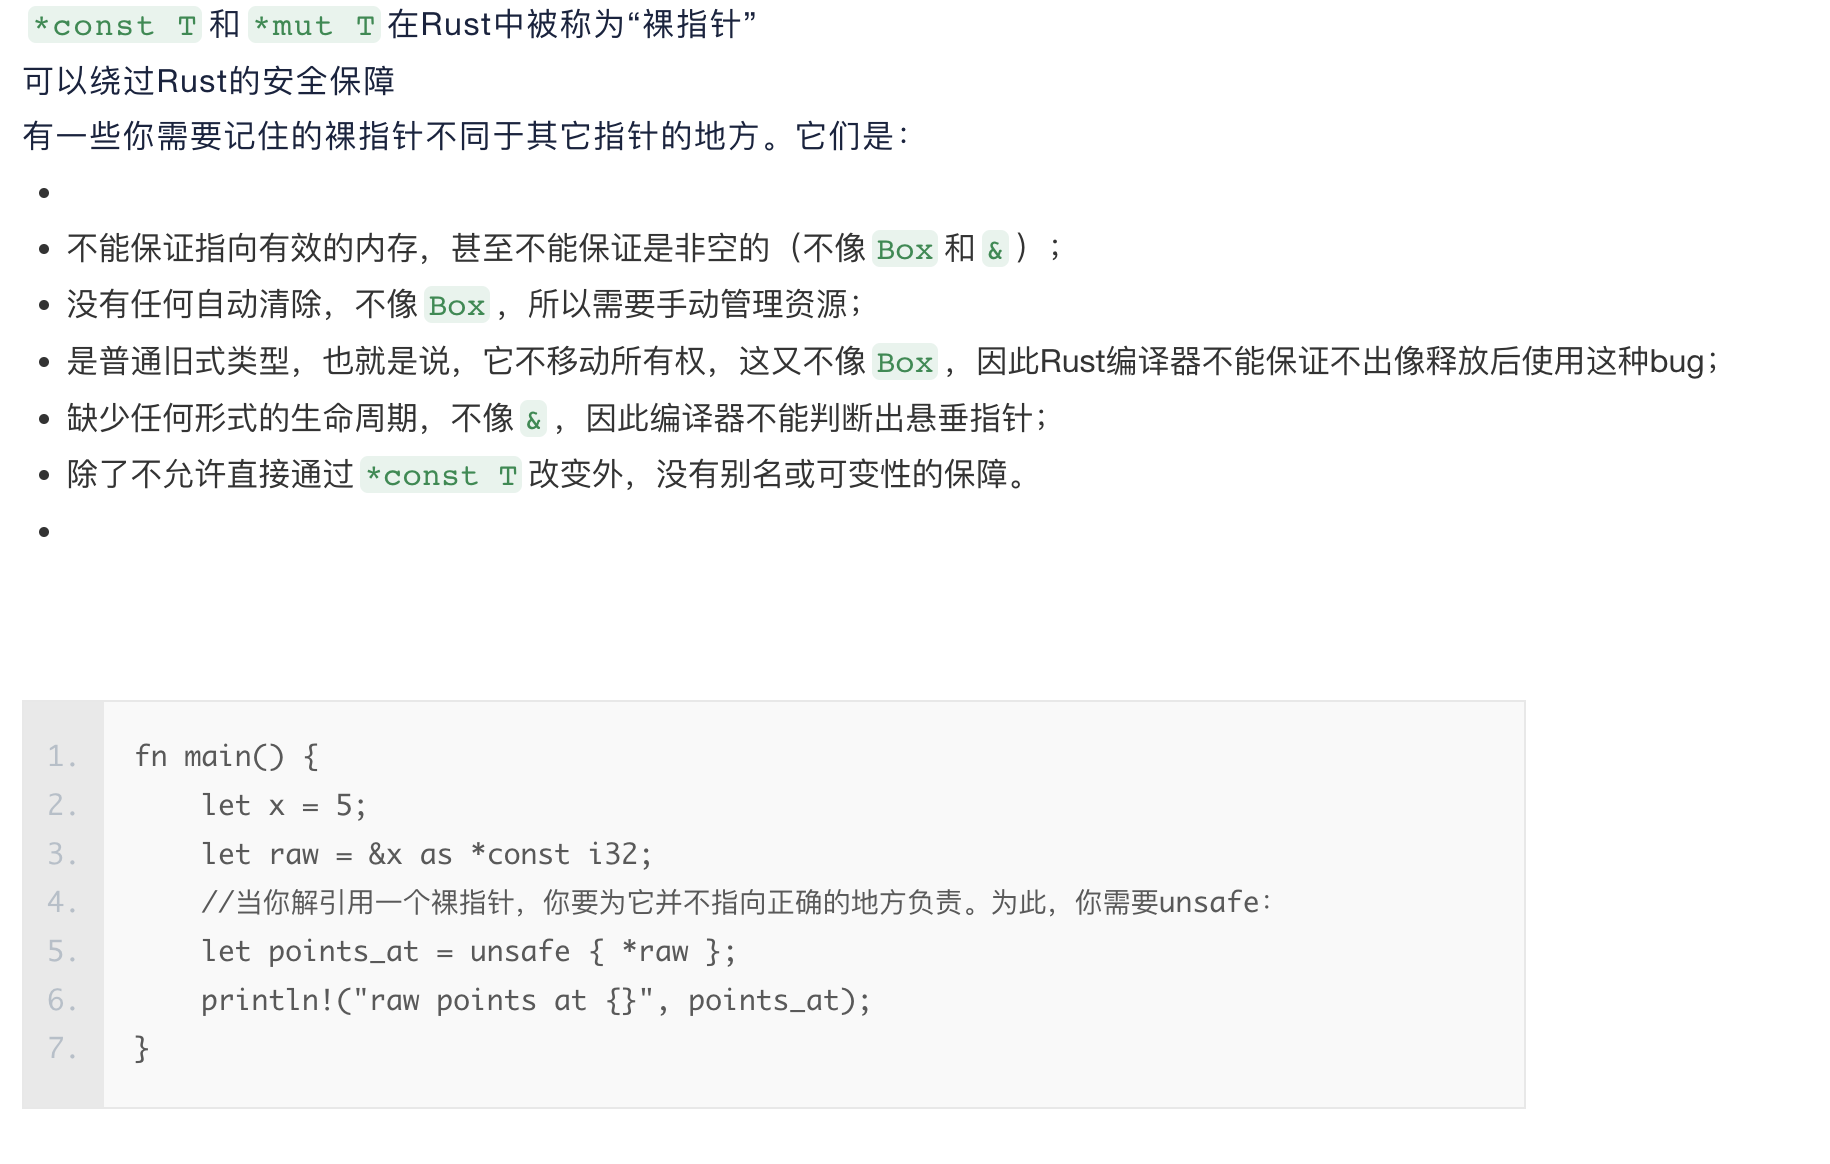 *const T 和 *mut T 在Rust中被称为“裸指针”
可以绕过Rust的安全保障
有一些你需要记住的裸指针不同于其它指针的地方。它们是：
•
• 不能保证指向有效的内存，甚至不能保证是非空的（不像 Box 和 & ）；
• 没有任何自动清除，不像 Box ，所以需要手动管理资源；
• 是普通旧式类型，也就是说，它不移动所有权，这又不像 Box ，因此Rust编译器不能保证不出像释放后使用这种bug；
• 缺少任何形式的生命周期，不像 & ，因此编译器不能判断出悬垂指针；
• 除了不允许直接通过 *const T 改变外，没有别名或可变性的保障。
•
1. fn main() {
2.     let x = 5;
3.     let raw = &x as *const i32;
4.     //当你解引用一个裸指针，你要为它并不指向正确的地方负责。为此，你需要unsafe：
5.     let points_at = unsafe { *raw };
6.     println!("raw points at {}", points_at);
7. }